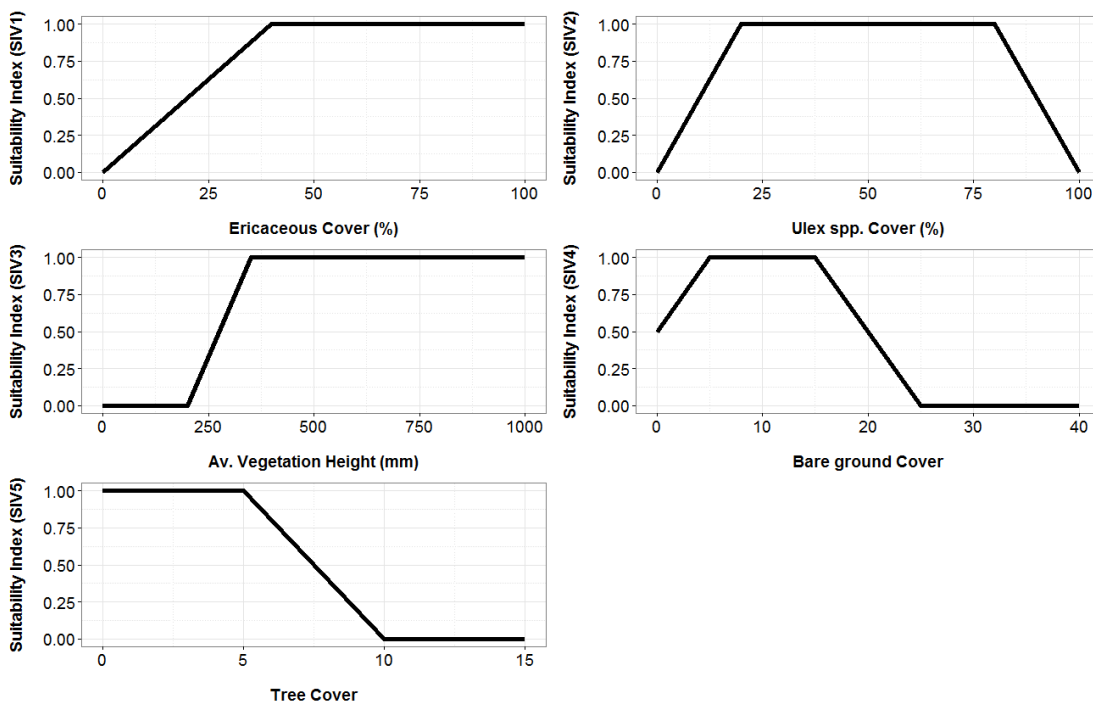 Suitability Index (SIV1)
1.00
0.75
0.50
0.25
0.00
0 25 50 75 100
Ericaceous Cover (%)
Suitability Index (SIV2)
1.00
0.75
0.50
0.25
0.00
0 25 50 75 100
Ulex spp. Cover (%)
Suitability Index (SIV3)
1.00
0.75
0.50
0.25
0.00
0 250 500 750 1000
Av. Vegetation Height (mm)
Suitability Index (SIV4)
1.00
0.75
0.50
0.25
0.00
0 10 20 30 40
Bare ground Cover
Suitability Index (SIV5)
1.00
0.75
0.50
0.25
0.00
0 5 10 15
Tree Cover